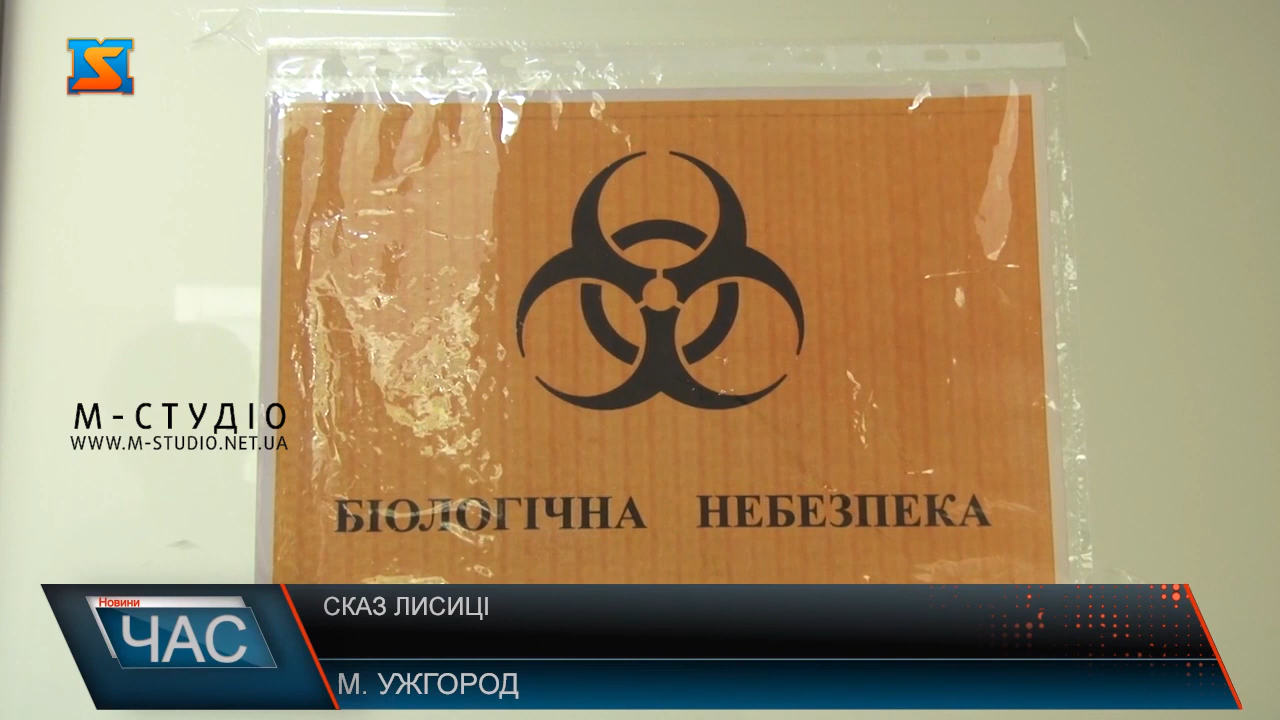 М-СТУДІО
WWW.M-STUDIO.NET.UA
БІОЛОГІЧНА НЕБЕЗПЕКА
Новини
ЧАС
СКАЗ ЛИСИЦІ
М. УЖГОРОД